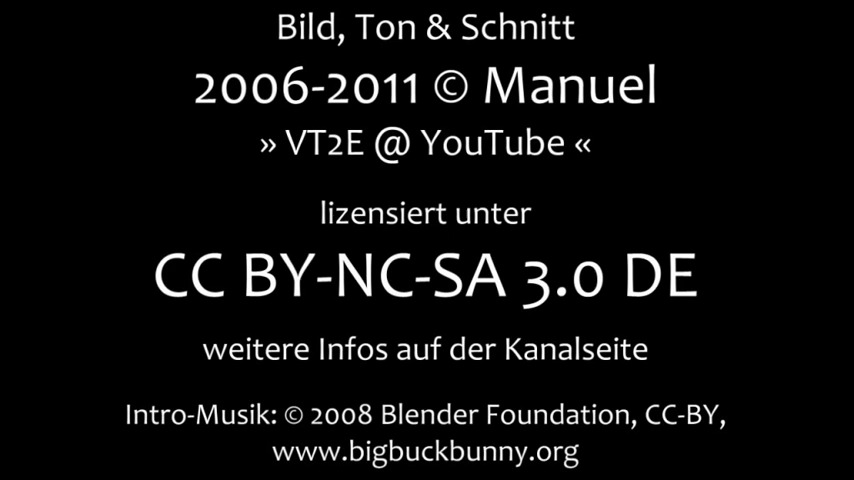 Bild, Ton & Schnitt
2006-2011 © Manuel
» VT2E @ YouTube «
lizensiert unter
CC BY-NC-SA 3.0 DE
weitere Infos auf der Kanalseite
Intro-Musik: © 2008 Blender Foundation, CC-BY,
www.bigbuckbunny.org